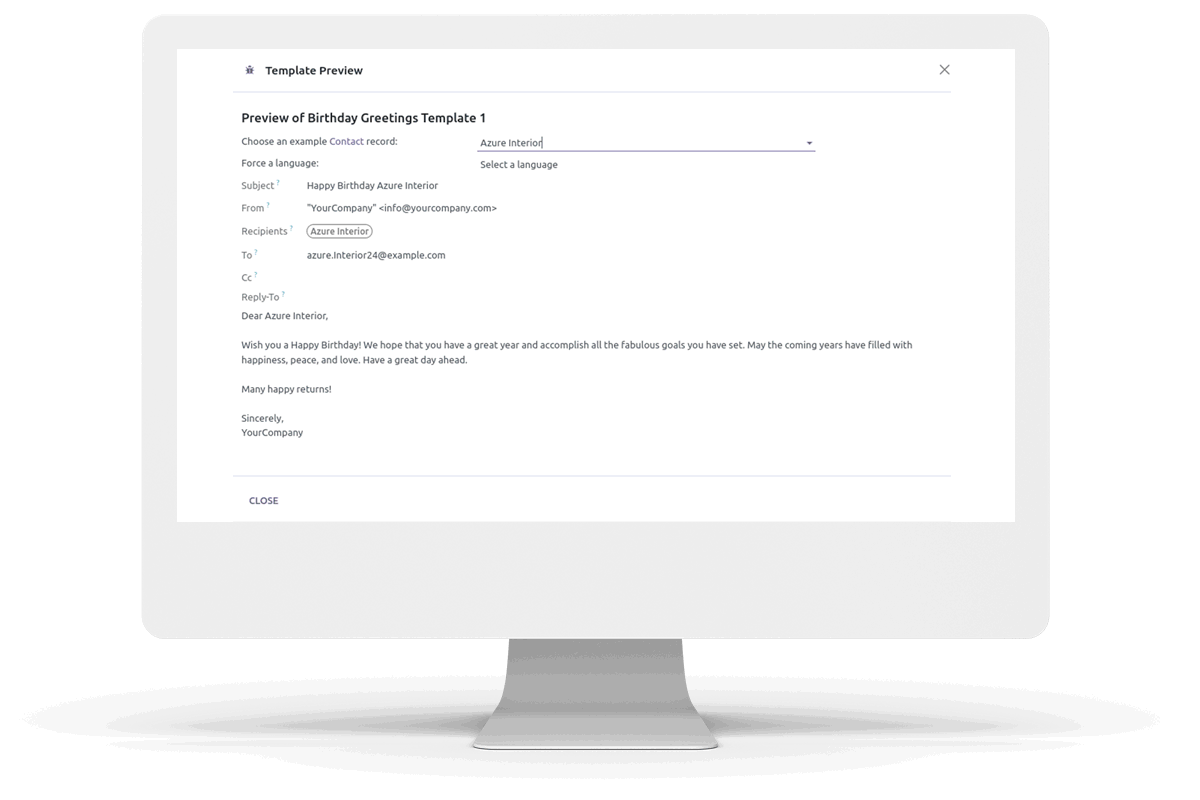 Template Preview
Preview of Birthday Greetings Template 1
Choose an example Contact record: Azure Interior
Force a language: Select a language
Subject ? Happy Birthday Azure Interior
From ? "YourCompany" <info@yourcompany.com>
Recipients ? Azure Interior
To ? azure.Interior24@example.com
Cc ?
Reply-To ?
Dear Azure Interior,
Wish you a Happy Birthday! We hope that you have a great year and accomplish all the fabulous goals you have set. May the coming years have filled with
happiness, peace, and love. Have a great day ahead.
Many happy returns!
Sincerely,
YourCompany
CLOSE